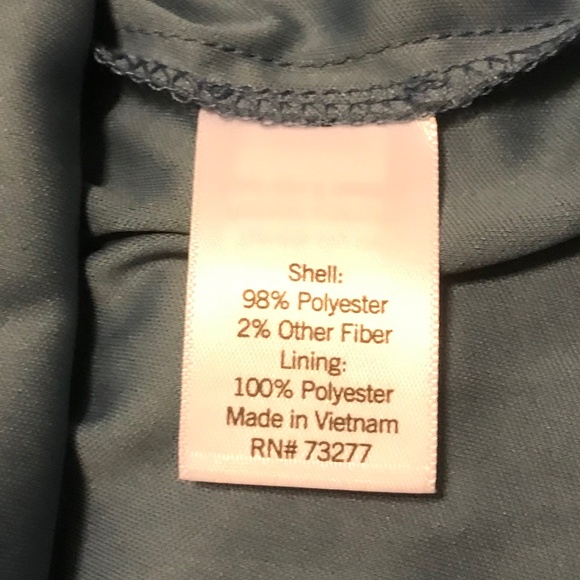 Shell:
98% Polyester
2% Other Fiber
Lining:
100% Polyester
Made in Vietnam
RN# 73277